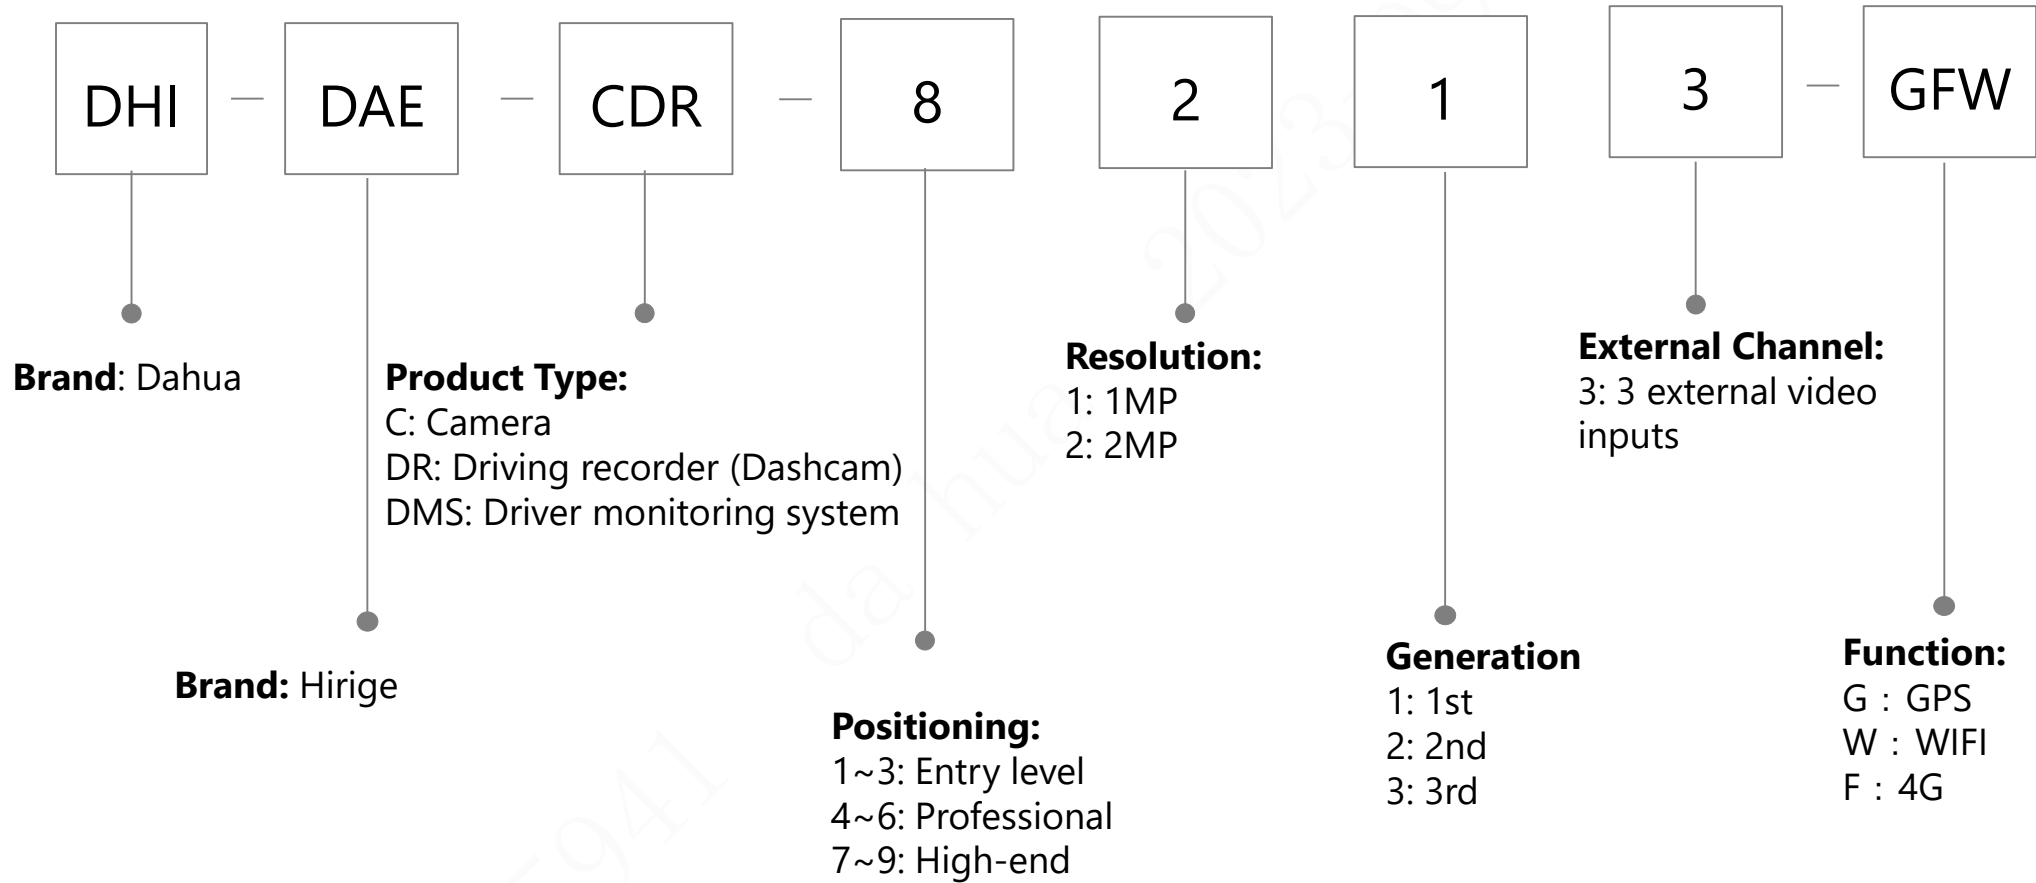 DHI — DAE — CDR — 8 2 1 3 — GFW
Brand: Dahua
Product Type:
C: Camera
DR: Driving recorder (Dashcam)
DMS: Driver monitoring system
Resolution:
1: 1MP
2: 2MP
External Channel:
3: 3 external video
inputs
Brand: Hirige
Positioning:
1~3: Entry level
4~6: Professional
7~9: High-end
Generation
1: 1st
2: 2nd
3: 3rd
Function:
G : GPS
W : WIFI
F : 4G
da hua 2023